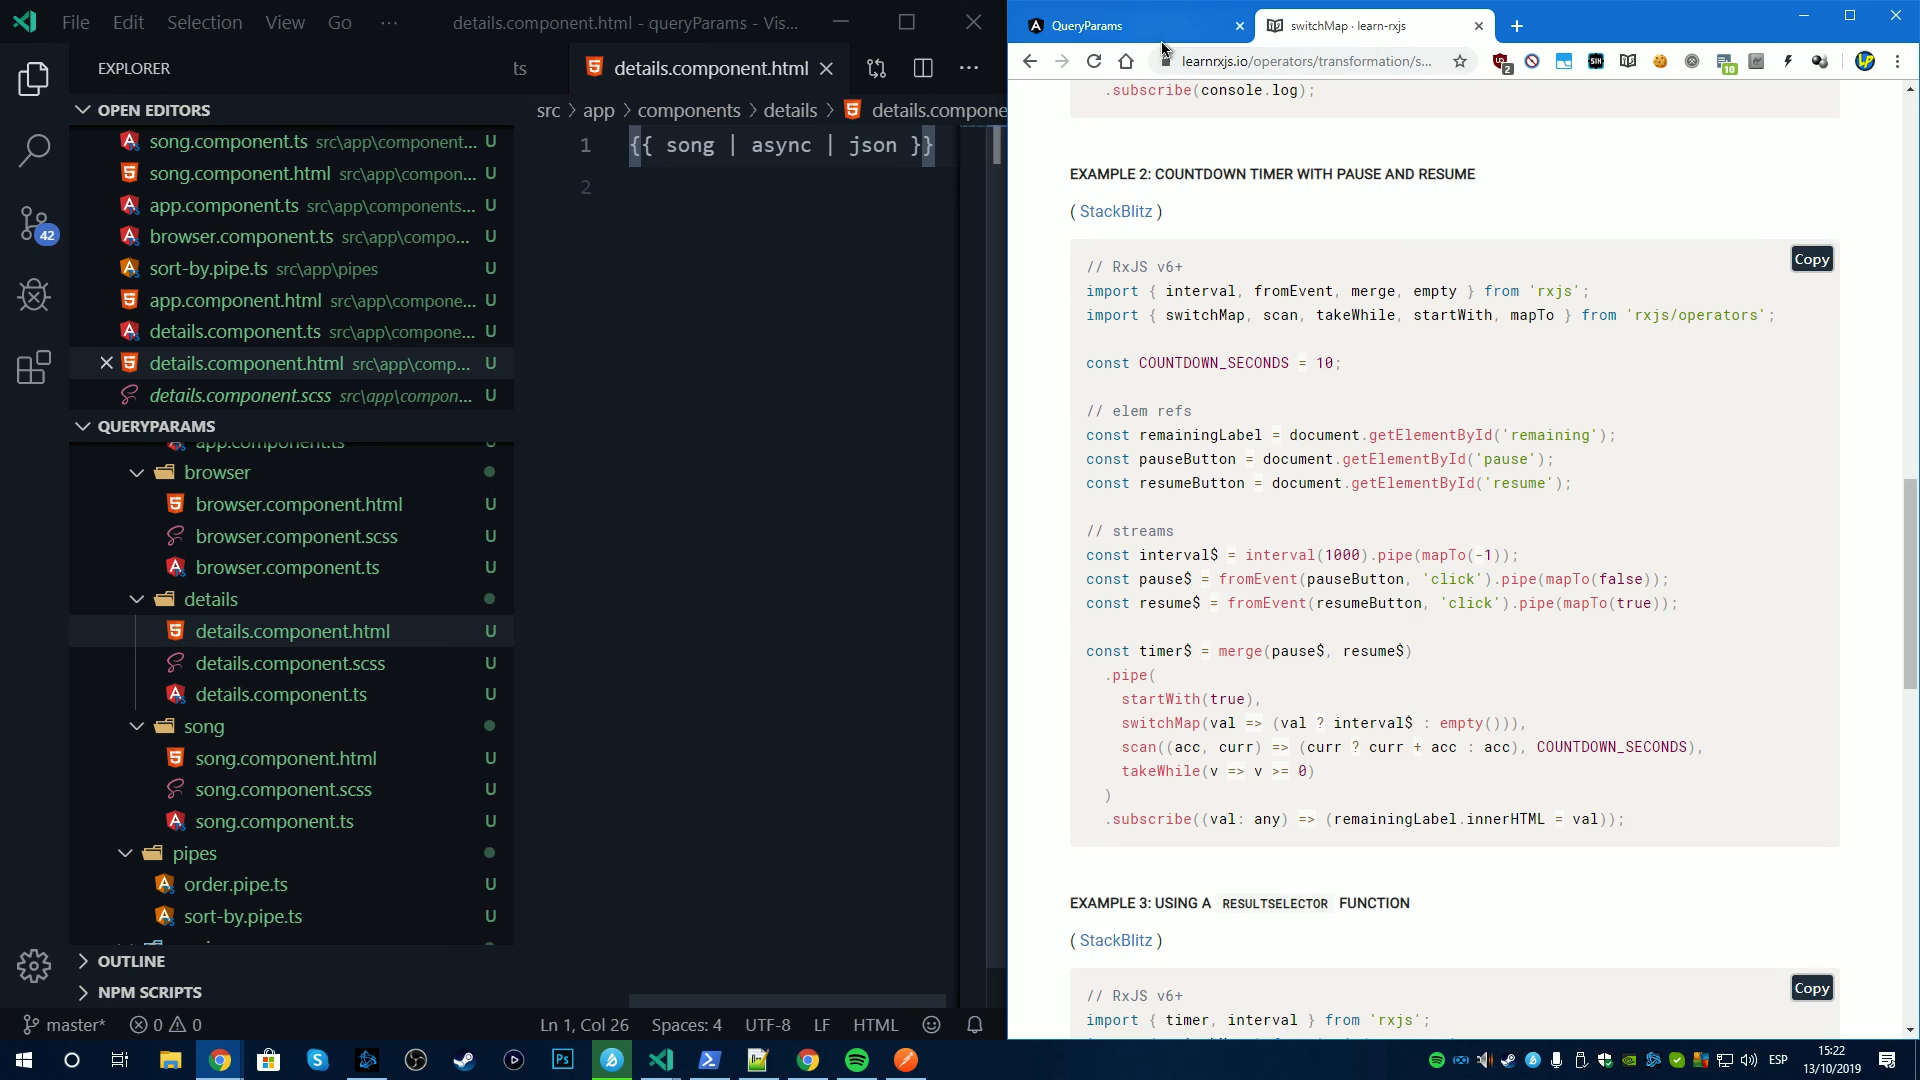 File Edit Selection View Go ··· details.component.html - queryParams - Vis...
EXPLORER
OPEN EDITORS
song.component.ts src\app\component... U
song.component.html src\app\compon... U
app.component.ts src\app\components... U
browser.component.ts src\app\compo... U
sort-by.pipe.ts src\app\pipes U
app.component.html src\app\compone... U
details.component.ts src\app\compone... U
details.component.html src\app\comp... U
details.component.scss src\app\compon... U
QUERYPARAMS
app.component.ts U
browser
browser.component.html U
browser.component.scss U
browser.component.ts U
details
details.component.html U
details.component.scss U
details.component.ts U
song
song.component.html U
song.component.scss U
song.component.ts U
pipes
order.pipe.ts U
sort-by.pipe.ts U
OUTLINE
NPM SCRIPTS
42
ts details.component.html
src > app > components > details > details.compone
1 {{ song | async | json }}
2
master* 0 0 Ln 1, Col 26 Spaces: 4 UTF-8 LF HTML
QueryParams switchMap · learn-rxjs
learnrxjs.io/operators/transformation/s...
2
10
.subscribe(console.log);
EXAMPLE 2: COUNTDOWN TIMER WITH PAUSE AND RESUME
( StackBlitz )
Copy
// RxJS v6+
import { interval, fromEvent, merge, empty } from 'rxjs';
import { switchMap, scan, takeWhile, startWith, mapTo } from 'rxjs/operators';
const COUNTDOWN_SECONDS = 10;
// elem refs
const remainingLabel = document.getElementById('remaining');
const pauseButton = document.getElementById('pause');
const resumeButton = document.getElementById('resume');
// streams
const interval$ = interval(1000).pipe(mapTo(-1));
const pause$ = fromEvent(pauseButton, 'click').pipe(mapTo(false));
const resume$ = fromEvent(resumeButton, 'click').pipe(mapTo(true));
const timer$ = merge(pause$, resume$)
.pipe(
startWith(true),
switchMap(val => (val ? interval$ : empty())),
scan((acc, curr) => (curr ? curr + acc : acc), COUNTDOWN_SECONDS),
takeWhile(v => v >= 0)
)
.subscribe((val: any) => (remainingLabel.innerHTML = val));
EXAMPLE 3: USING A RESULTSELECTOR FUNCTION
( StackBlitz )
Copy
// RxJS v6+
import { timer, interval } from 'rxjs';
Ps
ESP
15:22
13/10/2019